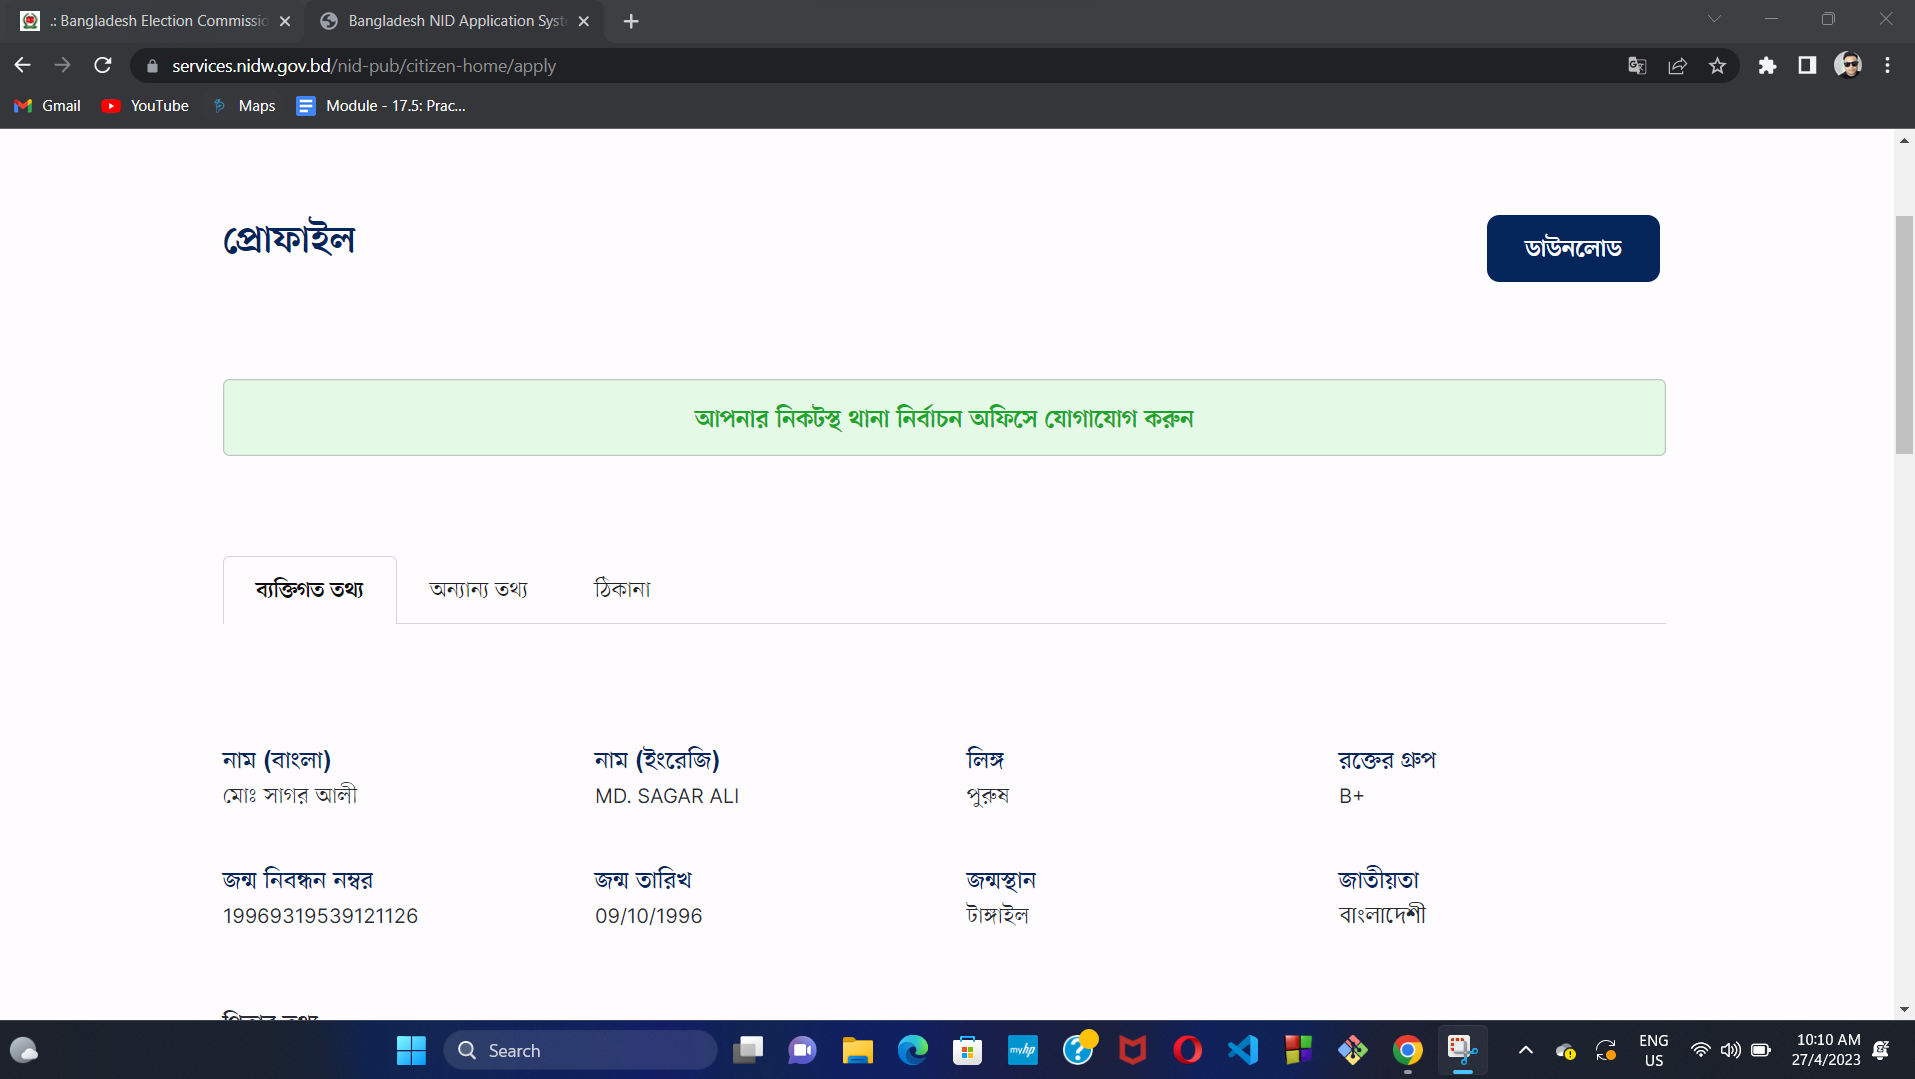 .: Bangladesh Election Commissio
Bangladesh NID Application Syst
services.nidw.gov.bd/nid-pub/citizen-home/apply
Gmail
YouTube
Maps
Module - 17.5: Prac...
প্রোফাইল
ডাউনলোড
আপনার নিকটস্থ থানা নির্বাচন অফিসে যোগাযোগ করুন
ব্যক্তিগত তথ্য
অন্যান্য তথ্য
ঠিকানা
নাম (বাংলা)
নাম (ইংরেজি)
লিঙ্গ
রক্তের গ্রুপ
মোঃ সাগর আলী
MD. SAGAR ALI
পুরুষ
B+
জন্ম নিবন্ধন নম্বর
জন্ম তারিখ
জন্মস্থান
জাতীয়তা
19969319539121126
09/10/1996
টাঙ্গাইল
বাংলাদেশী
Search
myhp
ENG
US
10:10 AM
27/4/2023